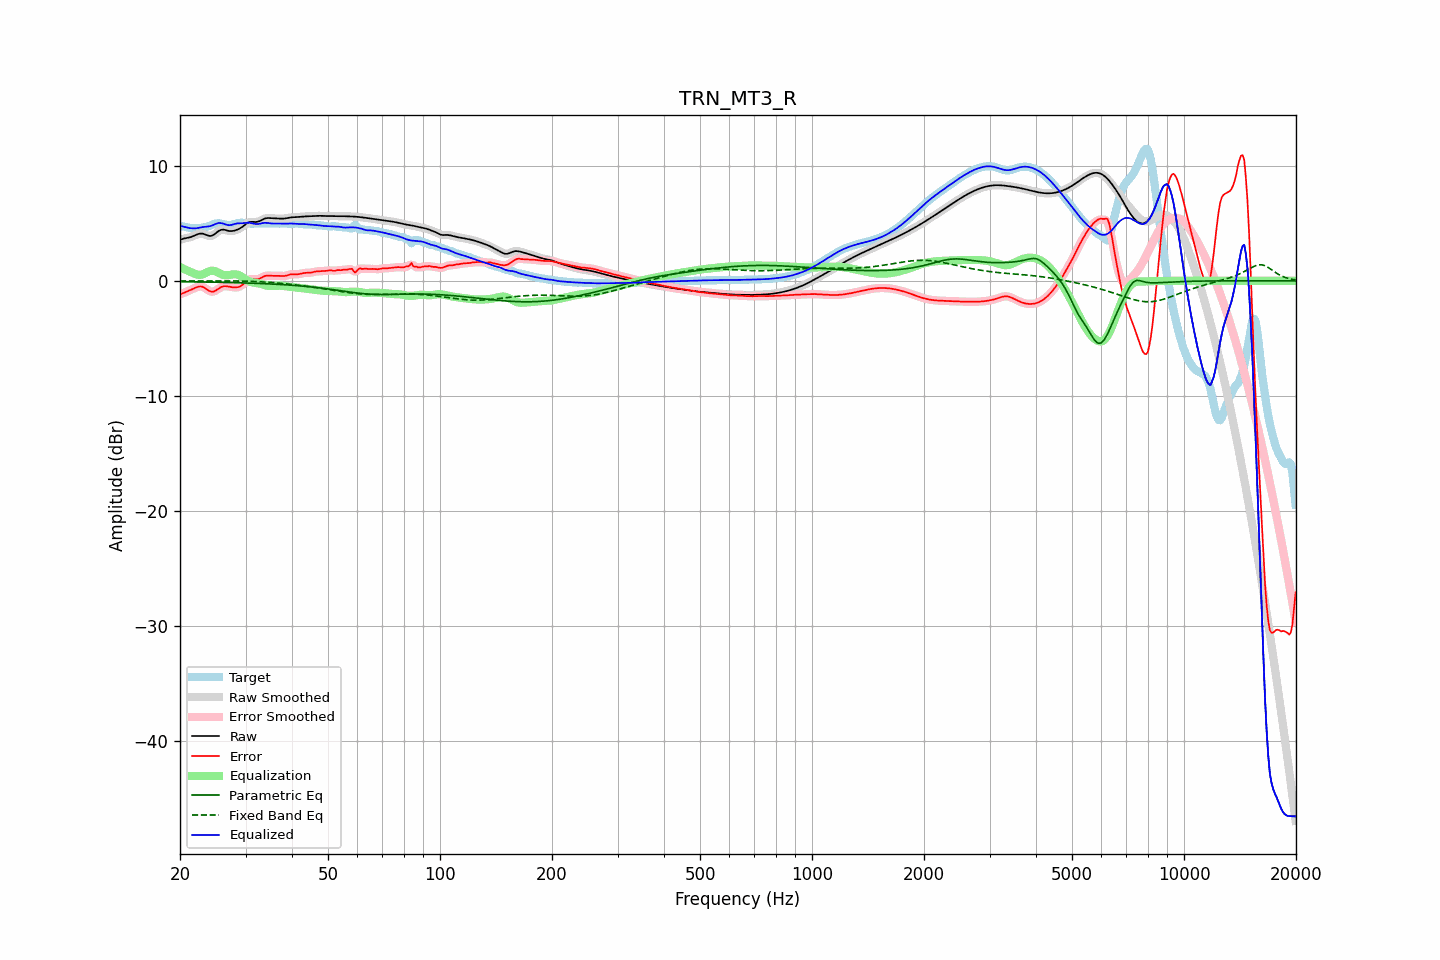 TRN_MT3_R
Amplitude (dBr)
10
0
−10
−20
−30
−40
Target
Raw Smoothed
Error Smoothed
Raw
Error
Equalization
Parametric Eq
Fixed Band Eq
Equalized
20 50 100 200 500 1000 2000 5000 10000 20000
Frequency (Hz)